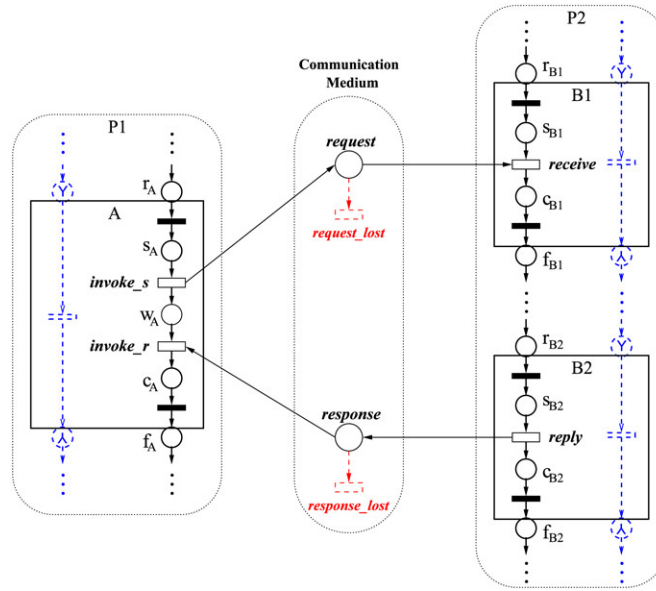 P1
A
r_A
s_A
invoke_s
w_A
invoke_r
c_A
f_A
Communication
Medium
request
request_lost
response
response_lost
P2
r_B1
B1
s_B1
receive
c_B1
f_B1
r_B2
B2
s_B2
reply
c_B2
f_B2